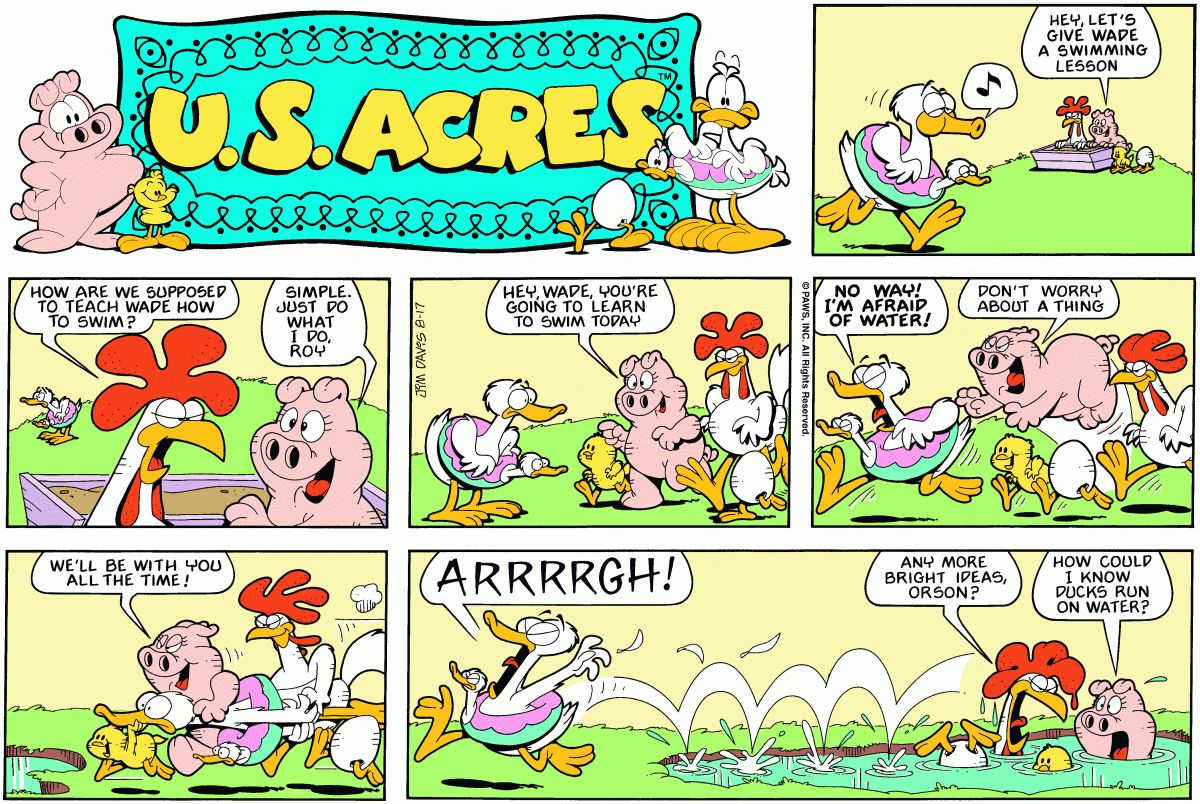 U.S. ACRES
TM
HEY, LET'S
GIVE WADE
A SWIMMING
LESSON
HOW ARE WE SUPPOSED
TO TEACH WADE HOW
TO SWIM?
SIMPLE.
JUST DO
WHAT
I DO,
ROY
HEY, WADE, YOU'RE
GOING TO LEARN
TO SWIM TODAY
JIM DAVIS 8-17
© PAWS, INC. All Rights Reserved.
NO WAY!
I'M AFRAID
OF WATER!
DON'T WORRY
ABOUT A THING
WE'LL BE WITH YOU
ALL THE TIME!
ARRRRGH!
ANY MORE
BRIGHT IDEAS,
ORSON?
HOW COULD
I KNOW
DUCKS RUN
ON WATER?